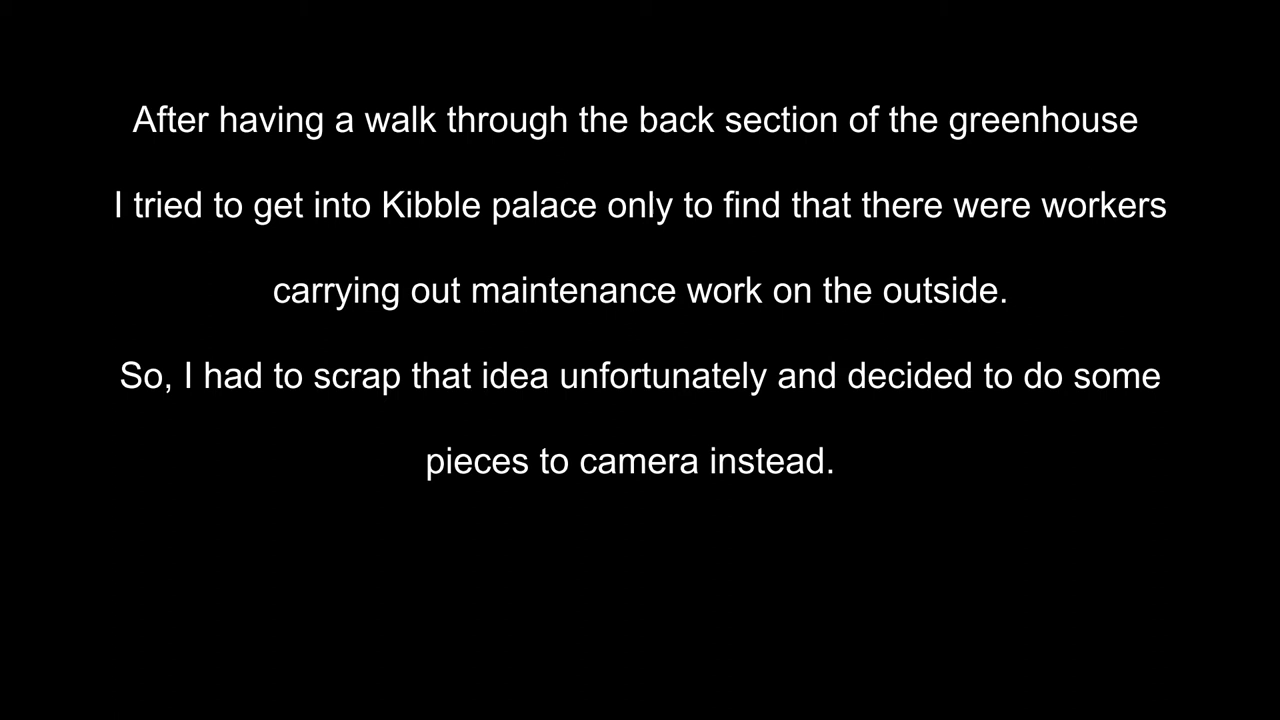 After having a walk through the back section of the greenhouse
I tried to get into Kibble palace only to find that there were workers
carrying out maintenance work on the outside.
So, I had to scrap that idea unfortunately and decided to do some
pieces to camera instead.